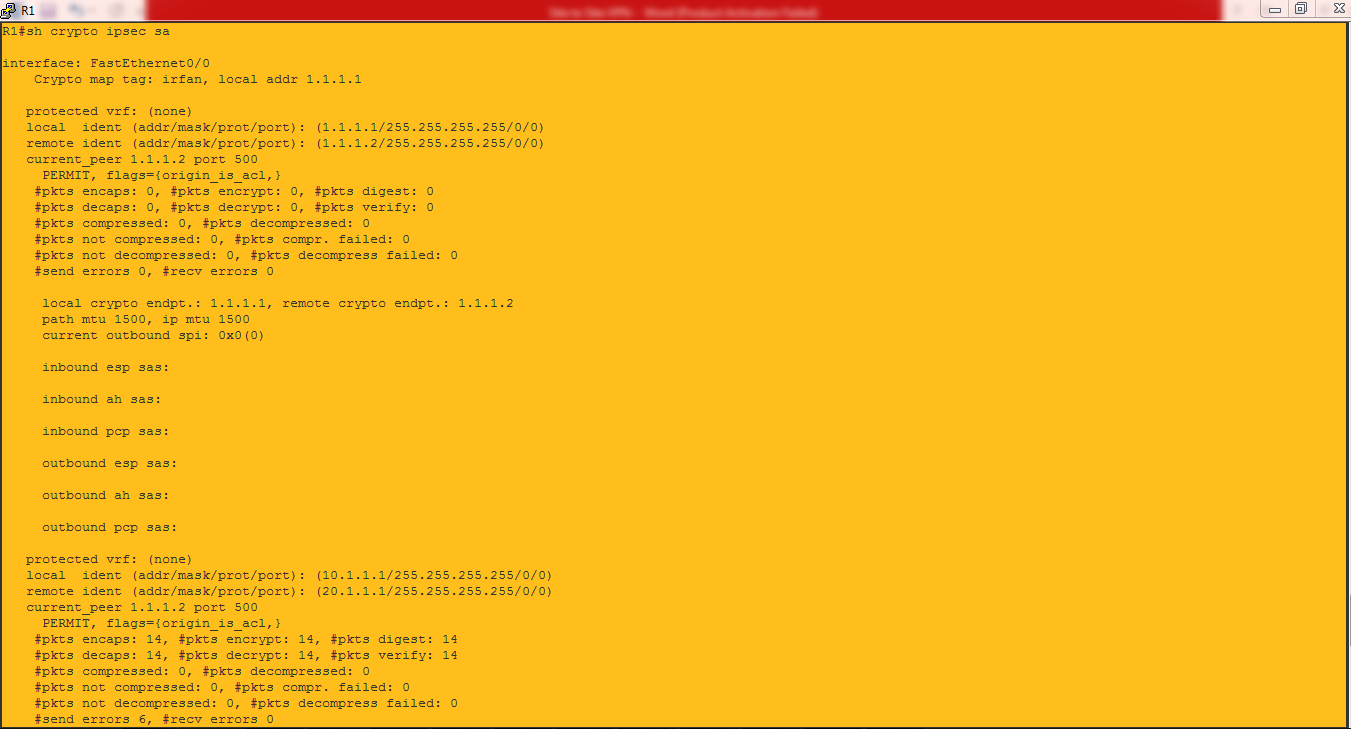 R1
Site to Site VPN - Word (Product Activation Failed)
R1#sh crypto ipsec sa
interface: FastEthernet0/0
Crypto map tag: irfan, local addr 1.1.1.1
protected vrf: (none)
local ident (addr/mask/prot/port): (1.1.1.1/255.255.255.255/0/0)
remote ident (addr/mask/prot/port): (1.1.1.2/255.255.255.255/0/0)
current_peer 1.1.1.2 port 500
PERMIT, flags={origin_is_acl,}
#pkts encaps: 0, #pkts encrypt: 0, #pkts digest: 0
#pkts decaps: 0, #pkts decrypt: 0, #pkts verify: 0
#pkts compressed: 0, #pkts decompressed: 0
#pkts not compressed: 0, #pkts compr. failed: 0
#pkts not decompressed: 0, #pkts decompress failed: 0
#send errors 0, #recv errors 0
local crypto endpt.: 1.1.1.1, remote crypto endpt.: 1.1.1.2
path mtu 1500, ip mtu 1500
current outbound spi: 0x0(0)
inbound esp sas:
inbound ah sas:
inbound pcp sas:
outbound esp sas:
outbound ah sas:
outbound pcp sas:
protected vrf: (none)
local ident (addr/mask/prot/port): (10.1.1.1/255.255.255.255/0/0)
remote ident (addr/mask/prot/port): (20.1.1.1/255.255.255.255/0/0)
current_peer 1.1.1.2 port 500
PERMIT, flags={origin_is_acl,}
#pkts encaps: 14, #pkts encrypt: 14, #pkts digest: 14
#pkts decaps: 14, #pkts decrypt: 14, #pkts verify: 14
#pkts compressed: 0, #pkts decompressed: 0
#pkts not compressed: 0, #pkts compr. failed: 0
#pkts not decompressed: 0, #pkts decompress failed: 0
#send errors 6, #recv errors 0